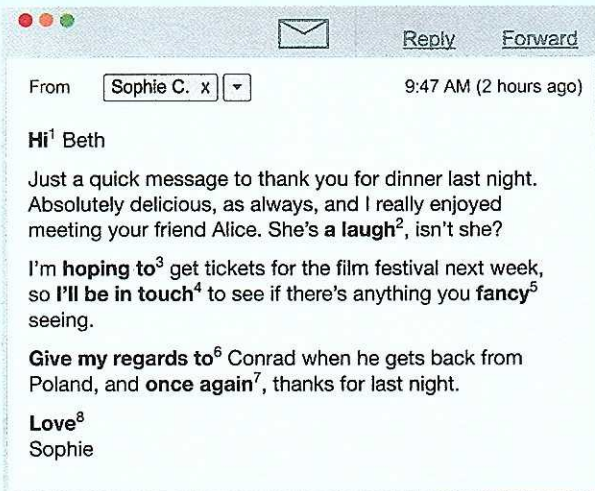 Reply Forward
From Sophie C. x 9:47 AM (2 hours ago)
Hi¹ Beth
Just a quick message to thank you for dinner last night.
Absolutely delicious, as always, and I really enjoyed
meeting your friend Alice. She's a laugh², isn't she?
I'm hoping to³ get tickets for the film festival next week,
so I'll be in touch⁴ to see if there's anything you fancy⁵
seeing.
Give my regards to⁶ Conrad when he gets back from
Poland, and once again⁷, thanks for last night.
Love⁸
Sophie